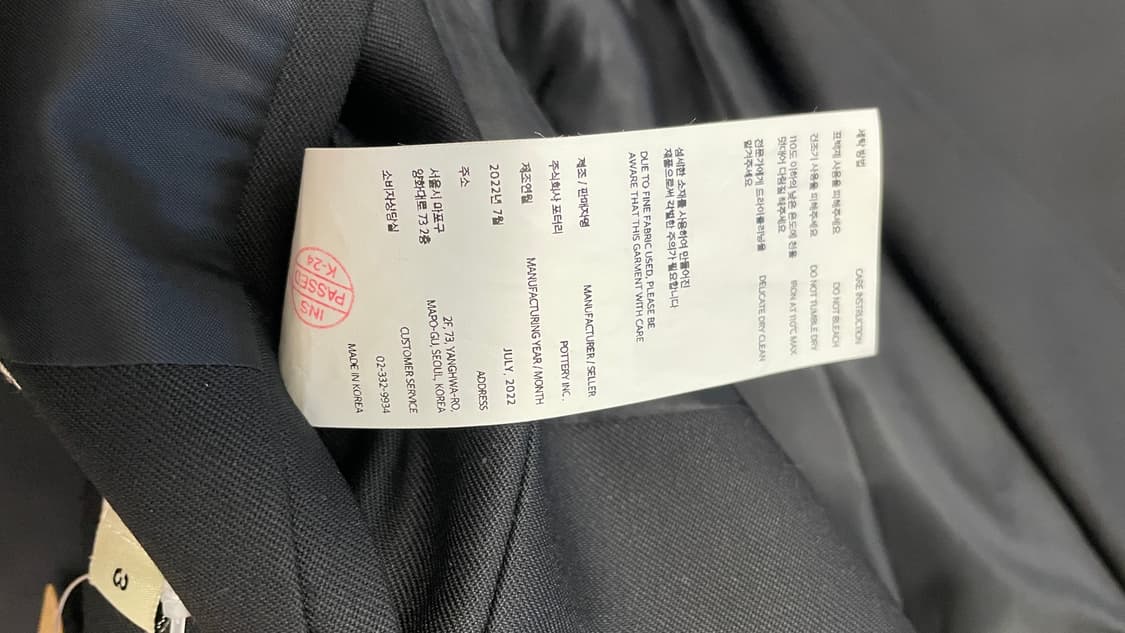 세탁 방법
CARE INSTRUCTION
표백제 사용을 피해주세요
DO NOT BLEACH
건조기 사용을 피해주세요
DO NOT TUMBLE DRY
110도 이하의 낮은 온도에 천을
덧대어 다림질 해주세요
IRON AT 110°C MAX
전문가에게 드라이클리닝을
맡겨주세요
DELICATE DRY CLEAN
섬세한 소재를 사용하여 만들어진
제품으로써 각별한 주의가 필요합니다
DUE TO FINE FABRIC USED, PLEASE BE
AWARE THAT THIS GARMENT WITH CARE
제조 / 판매자명
MANUFACTURER / SELLER
주식회사 포터리
POTTERY INC.
제조연월
MANUFACTURING YEAR / MONTH
2022년 7월
JULY, 2022
주소
ADDRESS
서울시 마포구
양화대로 73 2층
2F, 73, YANGHWA-RO,
MAPO-GU, SEOUL, KOREA
소비자상담실
CUSTOMER SERVICE
02-332-9934
MADE IN KOREA
INS
PASSED
K-24
3